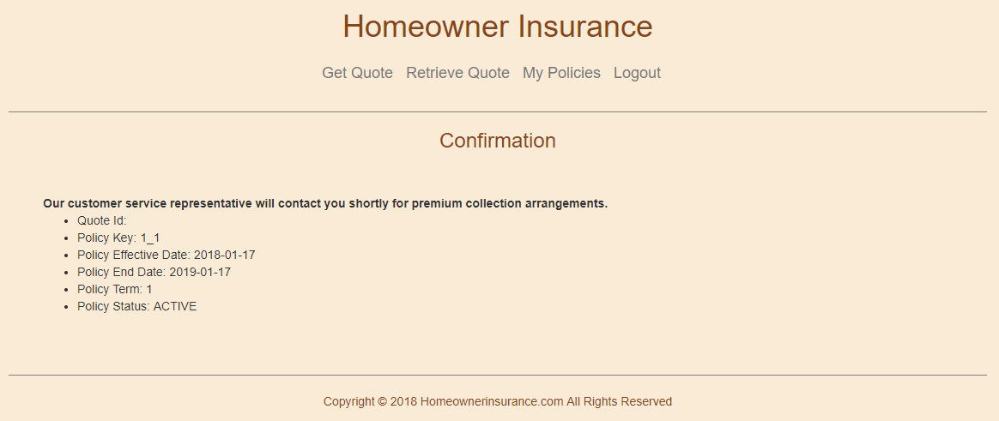 Homeowner Insurance
Get Quote Retrieve Quote My Policies Logout
Confirmation
Our customer service representative will contact you shortly for premium collection arrangements.
• Quote Id:
• Policy Key: 1_1
• Policy Effective Date: 2018-01-17
• Policy End Date: 2019-01-17
• Policy Term: 1
• Policy Status: ACTIVE
Copyright © 2018 Homeownerinsurance.com All Rights Reserved